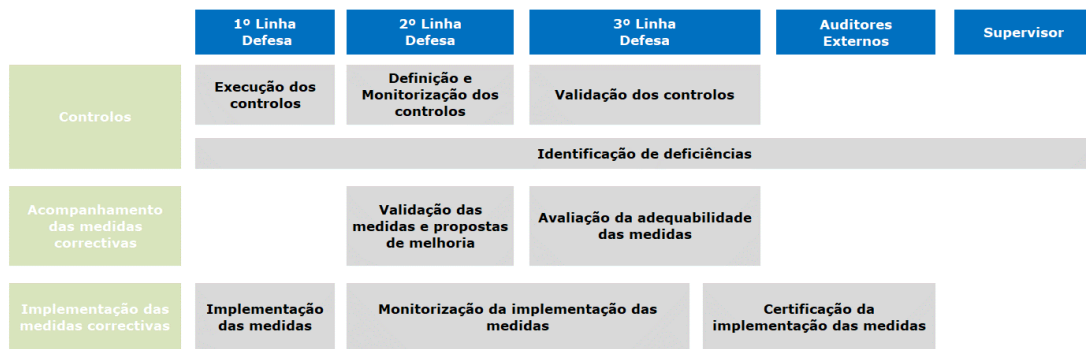 1º Linha
Defesa
2º Linha
Defesa
3º Linha
Defesa
Auditores
Externos
Supervisor
Controlos
Execução dos
controlos
Definição e
Monitorização dos
controlos
Validação dos controlos
Identificação de deficiências
Acompanhamento
das medidas
correctivas
Validação das
medidas e propostas
de melhoria
Avaliação da adequabilidade
das medidas
Implementação das
medidas correctivas
Implementação
das medidas
Monitorização da implementação das
medidas
Certificação da
implementação das medidas